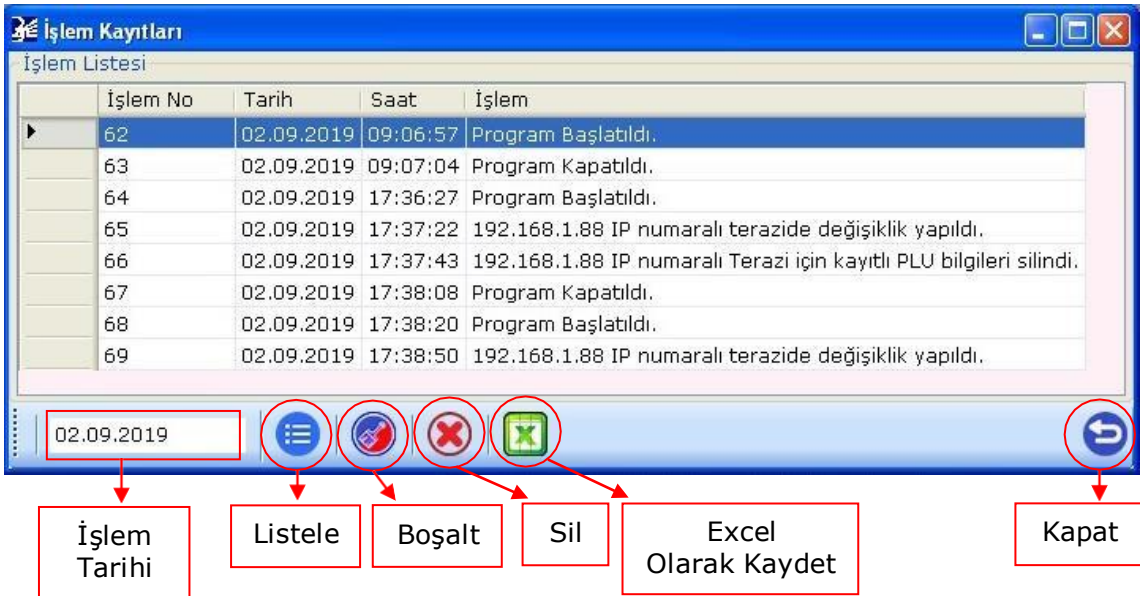 İşlem Kayıtları
İşlem Listesi
İşlem No Tarih Saat İşlem
62 02.09.2019 09:06:57 Program Başlatıldı.
63 02.09.2019 09:07:04 Program Kapatıldı.
64 02.09.2019 17:36:27 Program Başlatıldı.
65 02.09.2019 17:37:22 192.168.1.88 IP numaralı terazide değişiklik yapıldı.
66 02.09.2019 17:37:43 192.168.1.88 IP numaralı Terazi için kayıtlı PLU bilgileri silindi.
67 02.09.2019 17:38:08 Program Kapatıldı.
68 02.09.2019 17:38:20 Program Başlatıldı.
69 02.09.2019 17:38:50 192.168.1.88 IP numaralı terazide değişiklik yapıldı.
02.09.2019
İşlem
Tarihi
Listele
Boşalt
Sil
Excel
Olarak Kaydet
Kapat